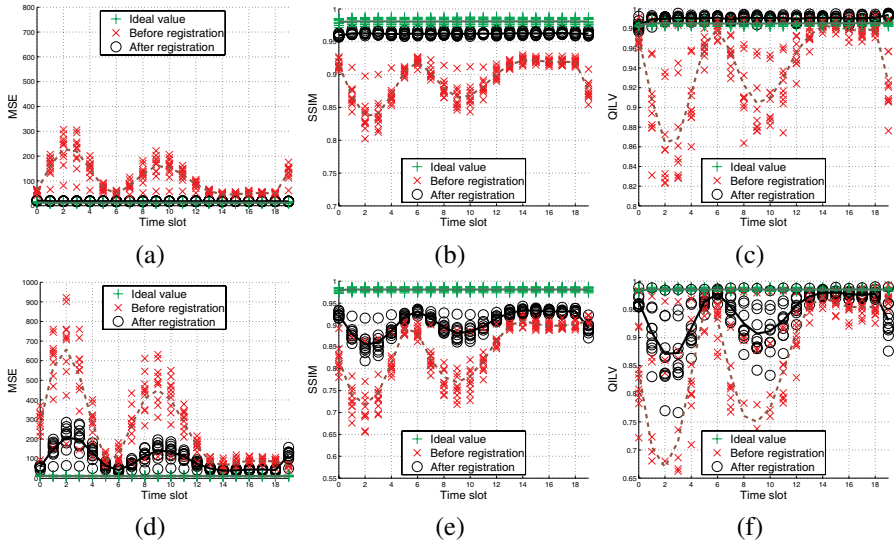 800
700
600
500
400
300
200
100
0
MSE
Ideal value
Before registration
After registration
0 2 4 6 8 10 12 14 16 18
Time slot
(a)
1
0.95
0.9
0.85
0.8
0.75
0.7
SSIM
Ideal value
Before registration
After registration
0 2 4 6 8 10 12 14 16 18
Time slot
(b)
1
0.98
0.96
0.94
0.92
0.9
0.88
0.86
0.84
0.82
0.8
QILV
Ideal value
Before registration
After registration
0 2 4 6 8 10 12 14 16 18
Time slot
(c)
1000
900
800
700
600
500
400
300
200
100
0
MSE
Ideal value
Before registration
After registration
0 2 4 6 8 10 12 14 16 18
Time slot
(d)
1
0.95
0.9
0.85
0.8
0.75
0.7
0.65
0.6
0.55
SSIM
Ideal value
Before registration
After registration
0 2 4 6 8 10 12 14 16 18
Time slot
(e)
1
0.95
0.9
0.85
0.8
0.75
0.7
0.65
QILV
Ideal value
Before registration
After registration
0 2 4 6 8 10 12 14 16 18
Time slot
(f)